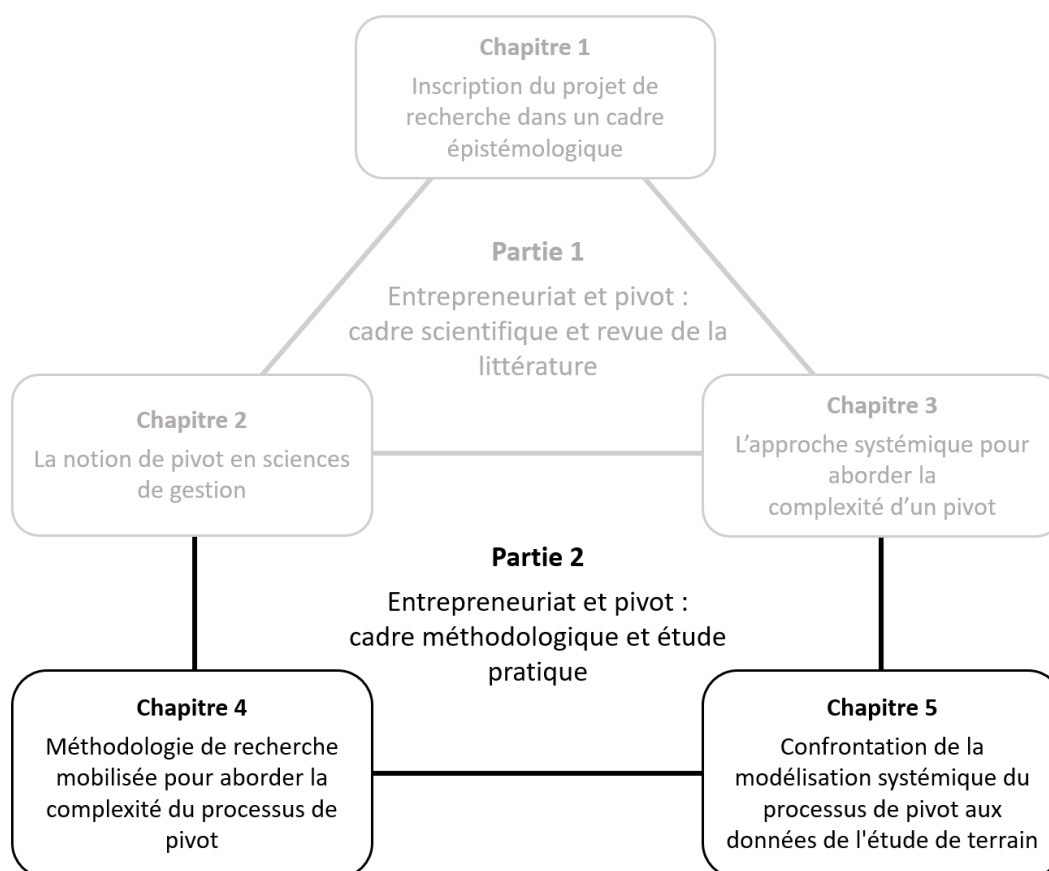 Chapitre 1
Inscription du projet de
recherche dans un cadre
épistémologique
Partie 1
Entrepreneuriat et pivot :
cadre scientifique et revue de la
littérature
Chapitre 2
La notion de pivot en sciences
de gestion
Chapitre 3
L’approche systémique pour
aborder la
complexité d’un pivot
Partie 2
Entrepreneuriat et pivot :
cadre méthodologique et étude
pratique
Chapitre 4
Méthodologie de recherche
mobilisée pour aborder la
complexité du processus de
pivot
Chapitre 5
Confrontation de la
modélisation systémique du
processus de pivot aux
données de l'étude de terrain